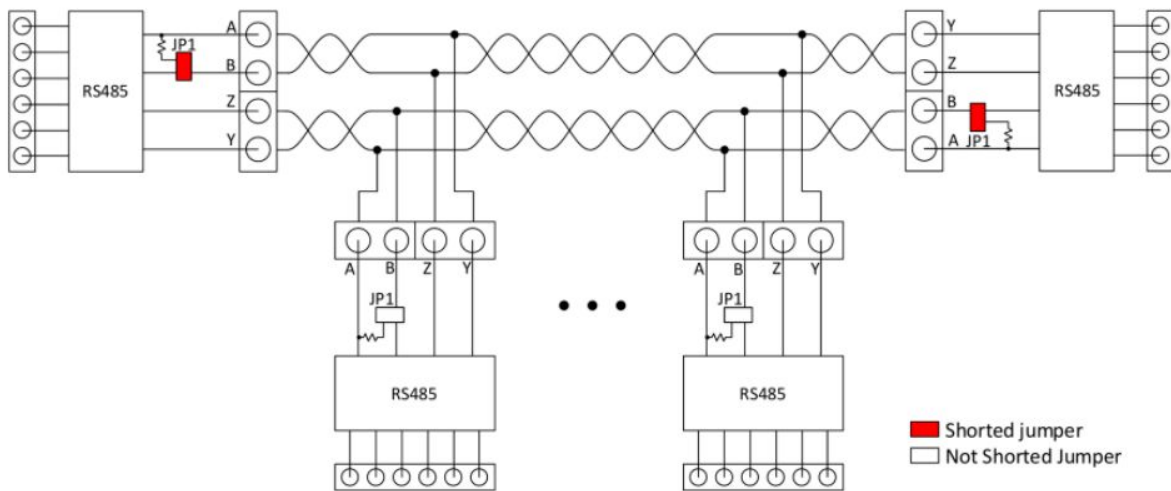 A
JP1
B
RS485
Z
Y
Y
Z
RS485
B
A
JP1
A B Z Y
JP1
RS485
A B Z Y
JP1
RS485
Shorted jumper
Not Shorted Jumper